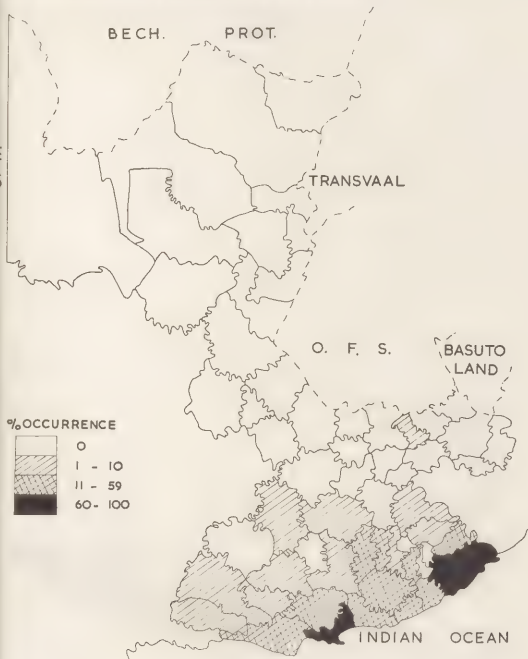 BECH. PROT.
TRANSVAAL
O. F. S.
BASUTO
LAND
% OCCURRENCE
0
1 - 10
11 - 59
60 - 100
INDIAN OCEAN